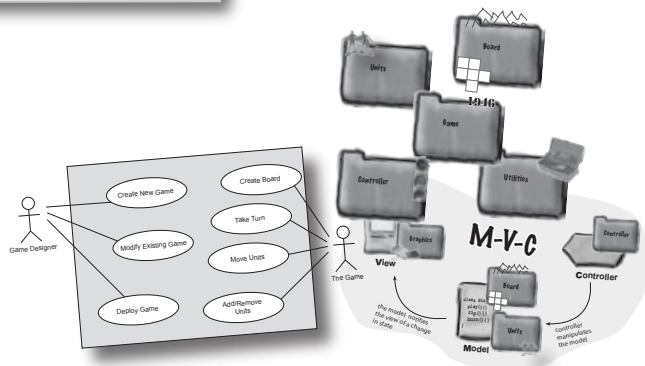 Units
Board
1946
Game
Controller
Utilities
Create New Game
Modify Existing Game
Deploy Game
Create Board
Take Turn
Move Units
Add/Remove
Units
Game Designer
The Game
Graphics
View
M-V-C
Controller
Controller
Board
Units
Model
the model notifies
the view of a change
in state
controller
manipulates
the model